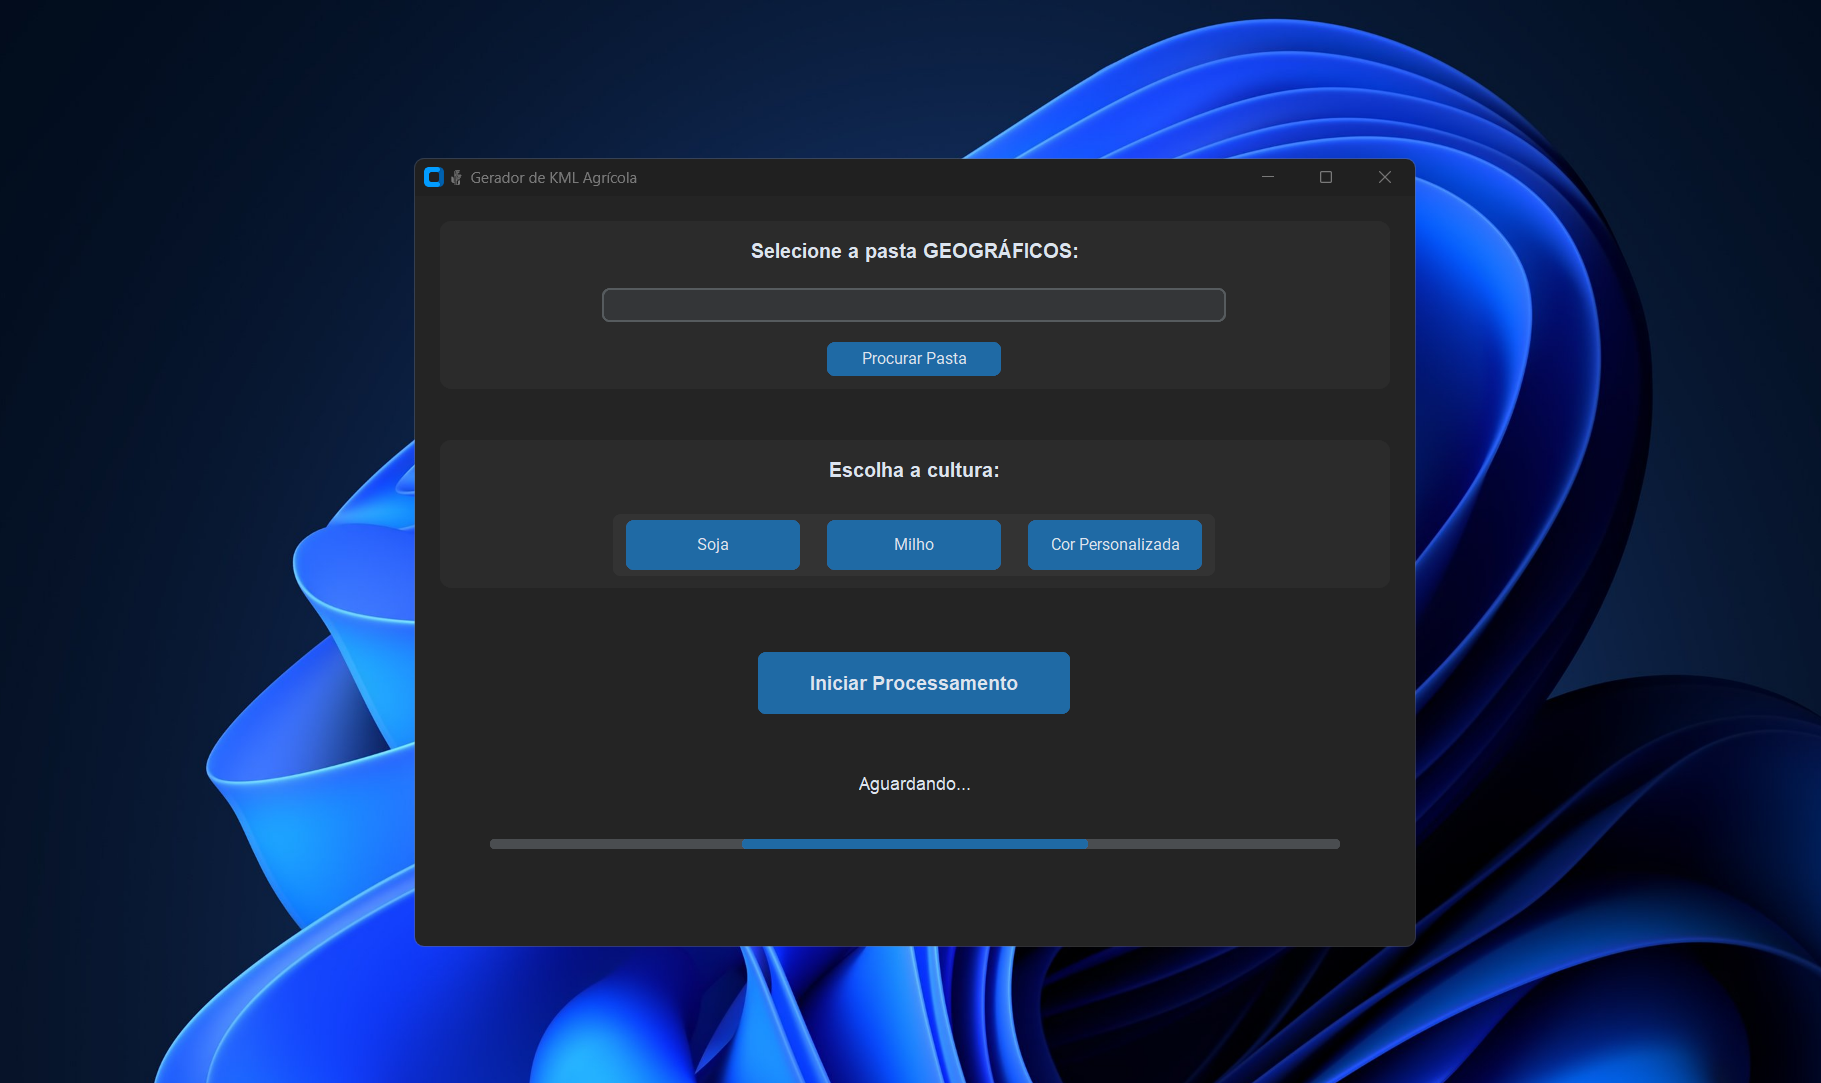 Gerador de KML Agrícola
Selecione a pasta GEOGRÁFICOS:
Procurar Pasta
Escolha a cultura:
Soja
Milho
Cor Personalizada
Iniciar Processamento
Aguardando...